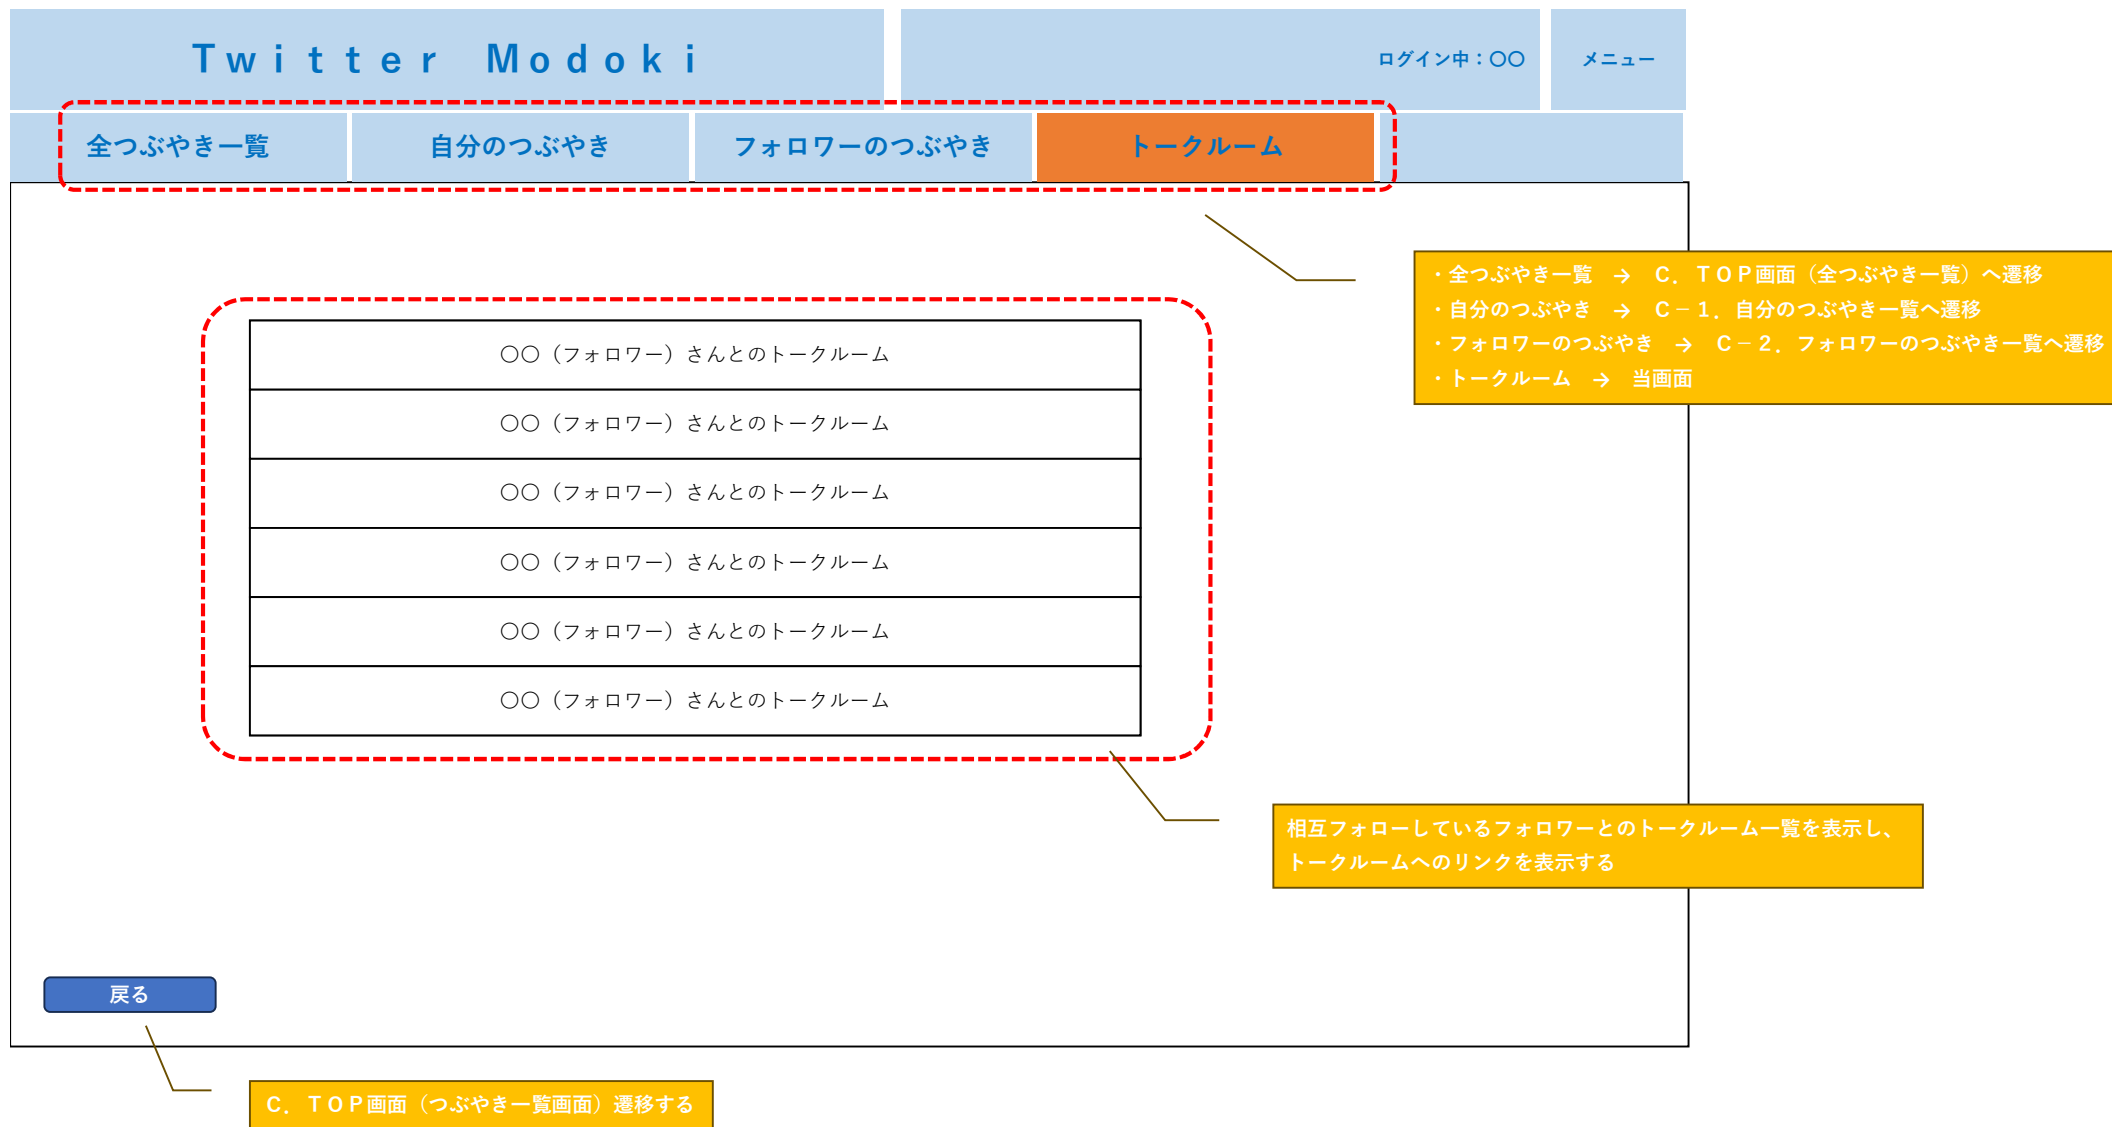 Ｔｗｉｔｔｅｒ　Ｍｏｄｏｋｉ
ログイン中：〇〇
メニュー
全つぶやき一覧
自分のつぶやき
フォロワーのつぶやき
トークルーム
・全つぶやき一覧　→　Ｃ．ＴＯＰ画面（全つぶやき一覧）へ遷移
・自分のつぶやき　→　Ｃ－１．自分のつぶやき一覧へ遷移
・フォロワーのつぶやき　→　Ｃ－２．フォロワーのつぶやき一覧へ遷移
・トークルーム　→　当画面
〇〇（フォロワー）さんとのトークルーム
〇〇（フォロワー）さんとのトークルーム
〇〇（フォロワー）さんとのトークルーム
〇〇（フォロワー）さんとのトークルーム
〇〇（フォロワー）さんとのトークルーム
〇〇（フォロワー）さんとのトークルーム
相互フォローしているフォロワーとのトークルーム一覧を表示し、
トークルームへのリンクを表示する
戻る
Ｃ．ＴＯＰ画面（つぶやき一覧画面）遷移する